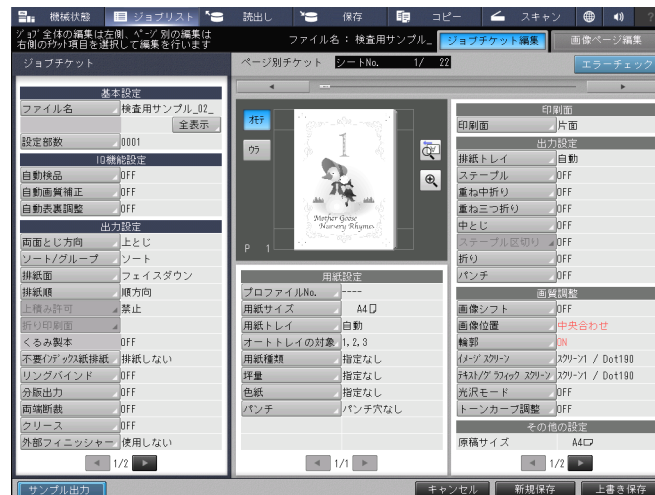 機械状態 ジョブリスト 読出し 保存 コピー スキャン ?
ジョブ全体の編集は左側、ページ別の編集は
右側のチケット項目を選択して編集を行います
ファイル名：検査用サンプル_ ジョブチケット編集 画像ページ編集
ジョブチケット
ページ別チケット シートNo. 1/ 22 エラーチェック
基本設定
ファイル名 検査用サンプル_02_
全表示
設定部数 0001
IQ機能設定
自動検品 OFF
自動画質補正 OFF
自動表裏調整 OFF
出力設定
両面とじ方向 上とじ
ソート/グループ ソート
排紙面 フェイスダウン
排紙順 順方向
上積み許可 禁止
折り印刷面
くるみ製本 OFF
不要インデックス紙排紙 排紙しない
リングバインド OFF
分版出力 OFF
両端断裁 OFF
クリース OFF
外部フィニッシャー 使用しない
1/2
オモテ
ウラ
1
Mother Goose
Nursery Rhymes
P 1
用紙設定
プロファイルNo. ----
用紙サイズ A4
用紙トレイ 自動
オートトレイの対象 1,2,3
用紙種類 指定なし
坪量 指定なし
色紙 指定なし
パンチ パンチ穴なし
1/1
印刷面
印刷面 片面
出力設定
排紙トレイ 自動
ステープル OFF
重ね中折り OFF
重ね三つ折り OFF
中とじ OFF
ステープル区切り OFF
折り OFF
パンチ OFF
画質調整
画像シフト OFF
画像位置 中央合わせ
輪郭 ON
イメージ スクリーン スクリーン1 / Dot190
テキスト/グラフィック スクリーン スクリーン1 / Dot190
光沢モード OFF
トーンカーブ調整 OFF
その他の設定
原稿サイズ A4
1/2
サンプル出力 キャンセル 新規保存 上書き保存